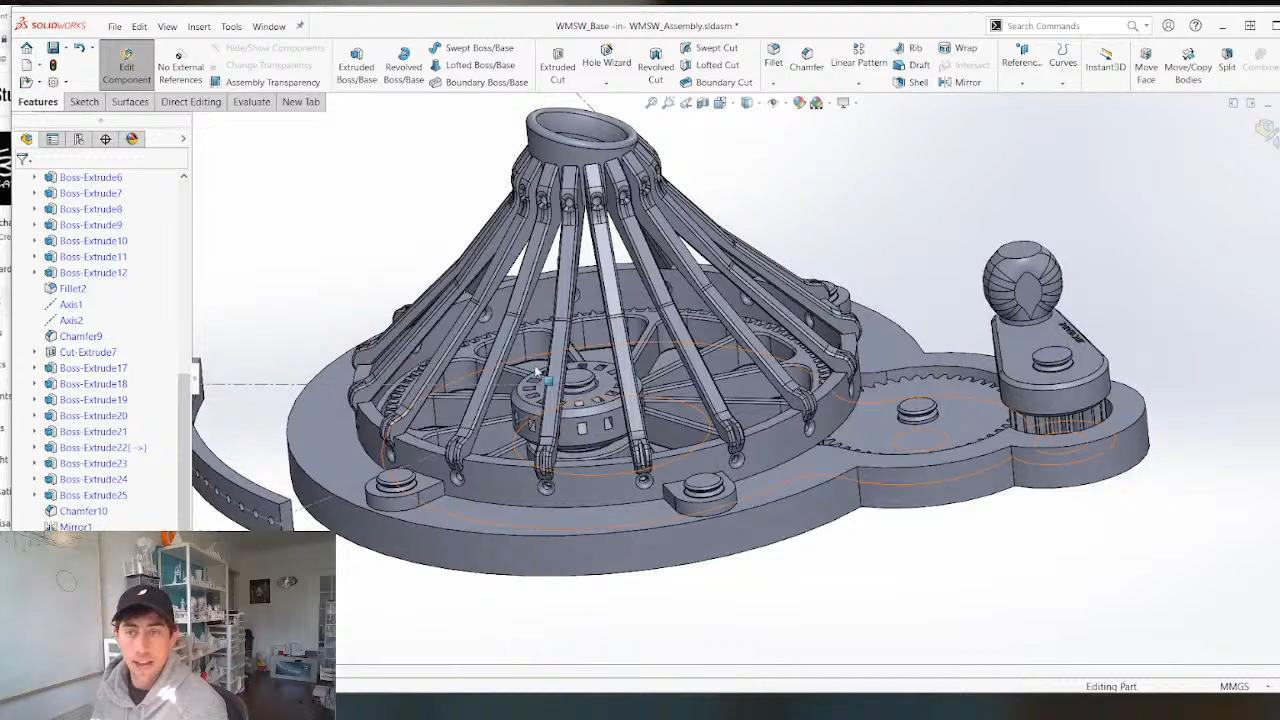 SOLIDWORKS File Edit View Insert Tools Window
WMSW_Base -in- WMSW_Assembly.sldasm *
Search Commands
Edit Component
No External References
Hide/Show Components
Change Transparency
Assembly Transparency
Extruded Boss/Base
Revolved Boss/Base
Swept Boss/Base
Lofted Boss/Base
Boundary Boss/Base
Extruded Cut
Hole Wizard
Revolved Cut
Swept Cut
Lofted Cut
Boundary Cut
Fillet
Chamfer
Linear Pattern
Rib
Draft
Shell
Wrap
Intersect
Mirror
Referenc...
Curves
Instant3D
Move Face
Move/Copy Bodies
Split
Combine
Features Sketch Surfaces Direct Editing Evaluate New Tab
Boss-Extrude6
Boss-Extrude7
Boss-Extrude8
Boss-Extrude9
Boss-Extrude10
Boss-Extrude11
Boss-Extrude12
Fillet2
Axis1
Axis2
Chamfer9
Cut-Extrude7
Boss-Extrude17
Boss-Extrude18
Boss-Extrude19
Boss-Extrude20
Boss-Extrude21
Boss-Extrude22{->}
Boss-Extrude23
Boss-Extrude24
Boss-Extrude25
Chamfer10
Mirror1
Editing Part
MMGS